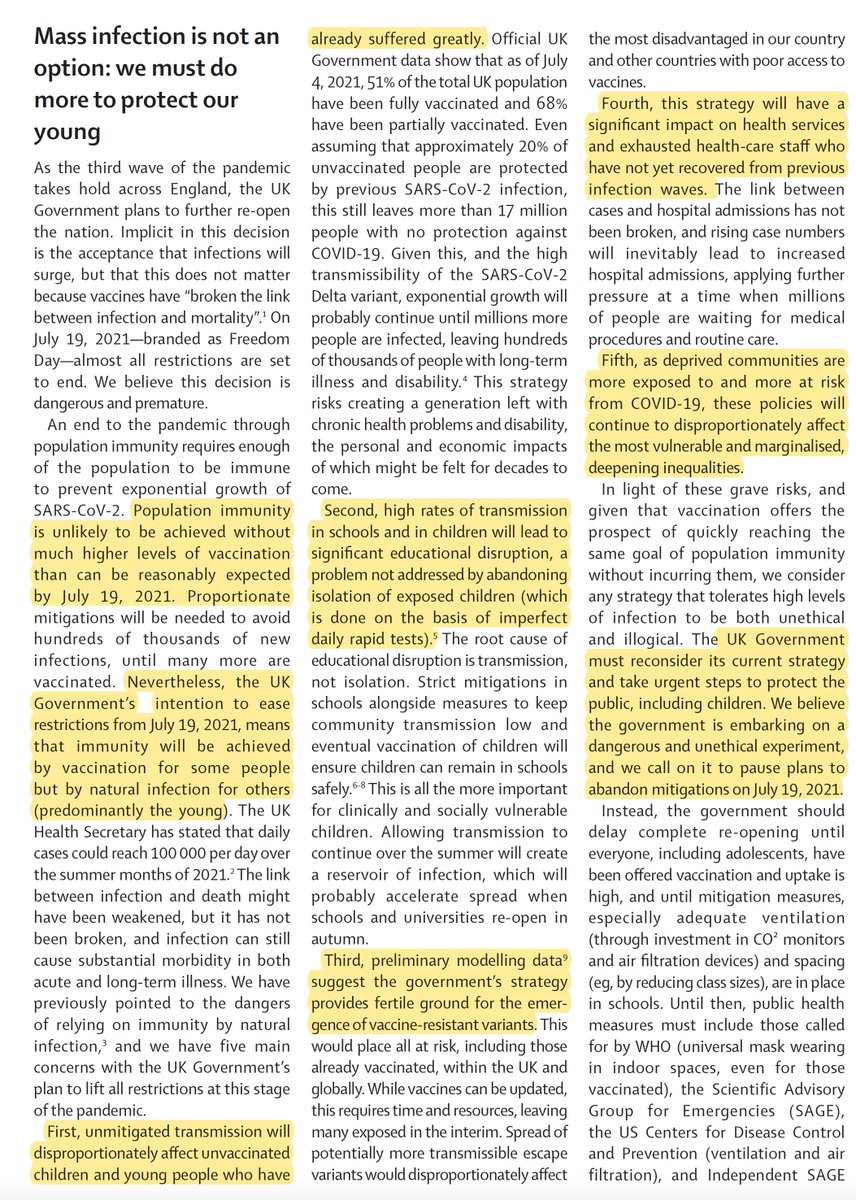 Mass infection is not an
option: we must do
more to protect our
young
As the third wave of the pandemic
takes hold across England, the UK
Government plans to further re-open
the nation. Implicit in this decision
is the acceptance that infections will
surge, but that this does not matter
because vaccines have “broken the link
between infection and mortality”.¹ On
July 19, 2021—branded as Freedom
Day—almost all restrictions are set
to end. We believe this decision is
dangerous and premature.
An end to the pandemic through
population immunity requires enough
of the population to be immune
to prevent exponential growth of
SARS-CoV-2. Population immunity
is unlikely to be achieved without
much higher levels of vaccination
than can be reasonably expected
by July 19, 2021. Proportionate
mitigations will be needed to avoid
hundreds of thousands of new
infections, until many more are
vaccinated. Nevertheless, the UK
Government’s intention to ease
restrictions from July 19, 2021, means
that immunity will be achieved
by vaccination for some people
but by natural infection for others
(predominantly the young). The UK
Health Secretary has stated that daily
cases could reach 100 000 per day over
the summer months of 2021.² The link
between infection and death might
have been weakened, but it has not
been broken, and infection can still
cause substantial morbidity in both
acute and long-term illness. We have
previously pointed to the dangers
of relying on immunity by natural
infection,³ and we have five main
concerns with the UK Government’s
plan to lift all restrictions at this stage
of the pandemic.
First, unmitigated transmission will
disproportionately affect unvaccinated
children and young people who have
already suffered greatly. Official UK
Government data show that as of July
4, 2021, 51% of the total UK population
have been fully vaccinated and 68%
have been partially vaccinated. Even
assuming that approximately 20% of
unvaccinated people are protected
by previous SARS-CoV-2 infection,
this still leaves more than 17 million
people with no protection against
COVID-19. Given this, and the high
transmissibility of the SARS-CoV-2
Delta variant, exponential growth will
probably continue until millions more
people are infected, leaving hundreds
of thousands of people with long-term
illness and disability.⁴ This strategy
risks creating a generation left with
chronic health problems and disability,
the personal and economic impacts
of which might be felt for decades to
come.
Second, high rates of transmission
in schools and in children will lead to
significant educational disruption, a
problem not addressed by abandoning
isolation of exposed children (which
is done on the basis of imperfect
daily rapid tests).⁵ The root cause of
educational disruption is transmission,
not isolation. Strict mitigations in
schools alongside measures to keep
community transmission low and
eventual vaccination of children will
ensure children can remain in schools
safely.⁶⁻⁸ This is all the more important
for clinically and socially vulnerable
children. Allowing transmission to
continue over the summer will create
a reservoir of infection, which will
probably accelerate spread when
schools and universities re-open in
autumn.
Third, preliminary modelling data⁹
suggest the government’s strategy
provides fertile ground for the emer-
gence of vaccine-resistant variants. This
would place all at risk, including those
already vaccinated, within the UK and
globally. While vaccines can be updated,
this requires time and resources, leaving
many exposed in the interim. Spread of
potentially more transmissible escape
variants would disproportionately affect
the most disadvantaged in our country
and other countries with poor access to
vaccines.
Fourth, this strategy will have a
significant impact on health services
and exhausted health-care staff who
have not yet recovered from previous
infection waves. The link between
cases and hospital admissions has not
been broken, and rising case numbers
will inevitably lead to increased
hospital admissions, applying further
pressure at a time when millions
of people are waiting for medical
procedures and routine care.
Fifth, as deprived communities are
more exposed to and more at risk
from COVID-19, these policies will
continue to disproportionately affect
the most vulnerable and marginalised,
deepening inequalities.
In light of these grave risks, and
given that vaccination offers the
prospect of quickly reaching the
same goal of population immunity
without incurring them, we consider
any strategy that tolerates high levels
of infection to be both unethical
and illogical. The UK Government
must reconsider its current strategy
and take urgent steps to protect the
public, including children. We believe
the government is embarking on a
dangerous and unethical experiment,
and we call on it to pause plans to
abandon mitigations on July 19, 2021.
Instead, the government should
delay complete re-opening until
everyone, including adolescents, have
been offered vaccination and uptake is
high, and until mitigation measures,
especially adequate ventilation
(through investment in CO² monitors
and air filtration devices) and spacing
(eg, by reducing class sizes), are in place
in schools. Until then, public health
measures must include those called
for by WHO (universal mask wearing
in indoor spaces, even for those
vaccinated), the Scientific Advisory
Group for Emergencies (SAGE),
the US Centers for Disease Control
and Prevention (ventilation and air
filtration), and Independent SAGE